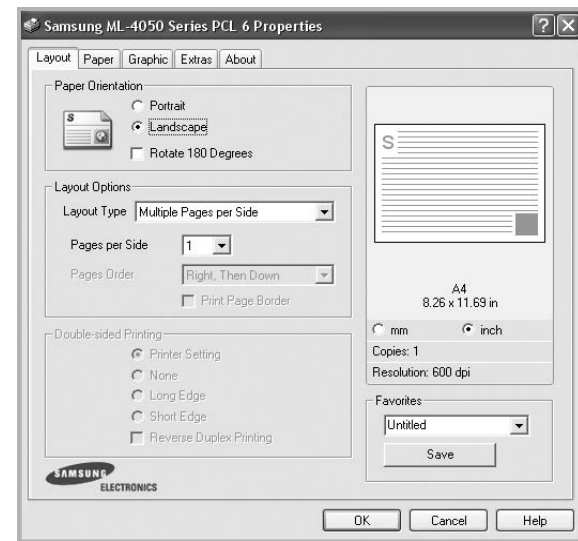 Samsung ML-4050 Series PCL 6 Properties
Layout Paper Graphic Extras About
Paper Orientation
S
Portrait
Landscape
Rotate 180 Degrees
Layout Options
Layout Type Multiple Pages per Side
Pages per Side 1
Pages Order Right, Then Down
Print Page Border
Double-sided Printing
Printer Setting
None
Long Edge
Short Edge
Reverse Duplex Printing
SAMSUNG
ELECTRONICS
S
A4
8.26 x 11.69 in
mm inch
Copies: 1
Resolution: 600 dpi
Favorites
Untitled
Save
OK Cancel Help